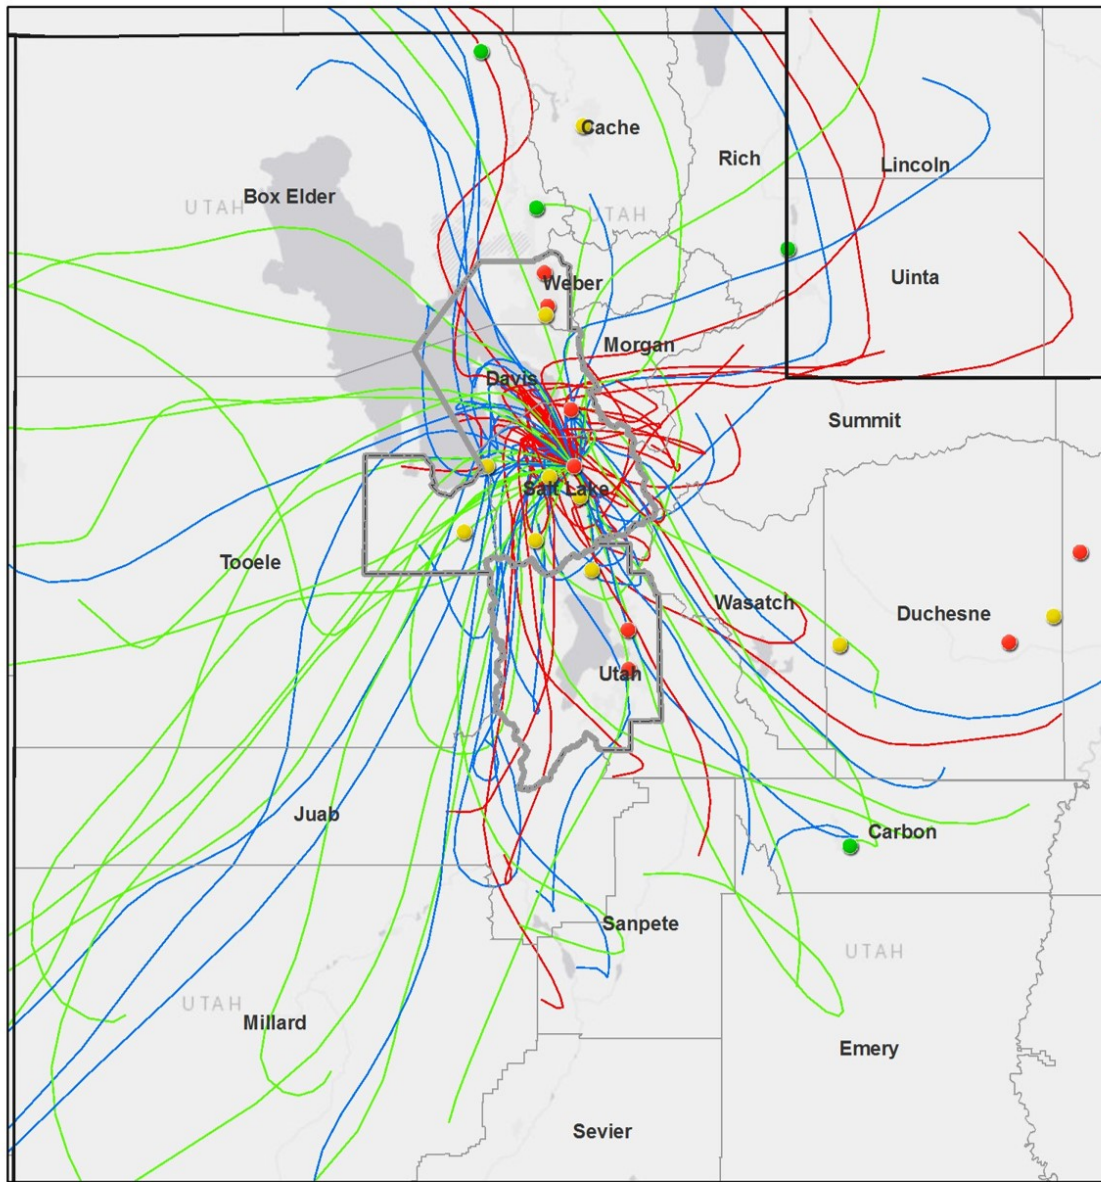 Cache
Rich
Lincoln
Box Elder
UTAH
UTAH
Uinta
Weber
Morgan
Davis
Summit
Salt Lake
Tooele
Wasatch
Duchesne
Utah
Juab
Carbon
Sanpete
UTAH
UTAH
Millard
Emery
Sevier